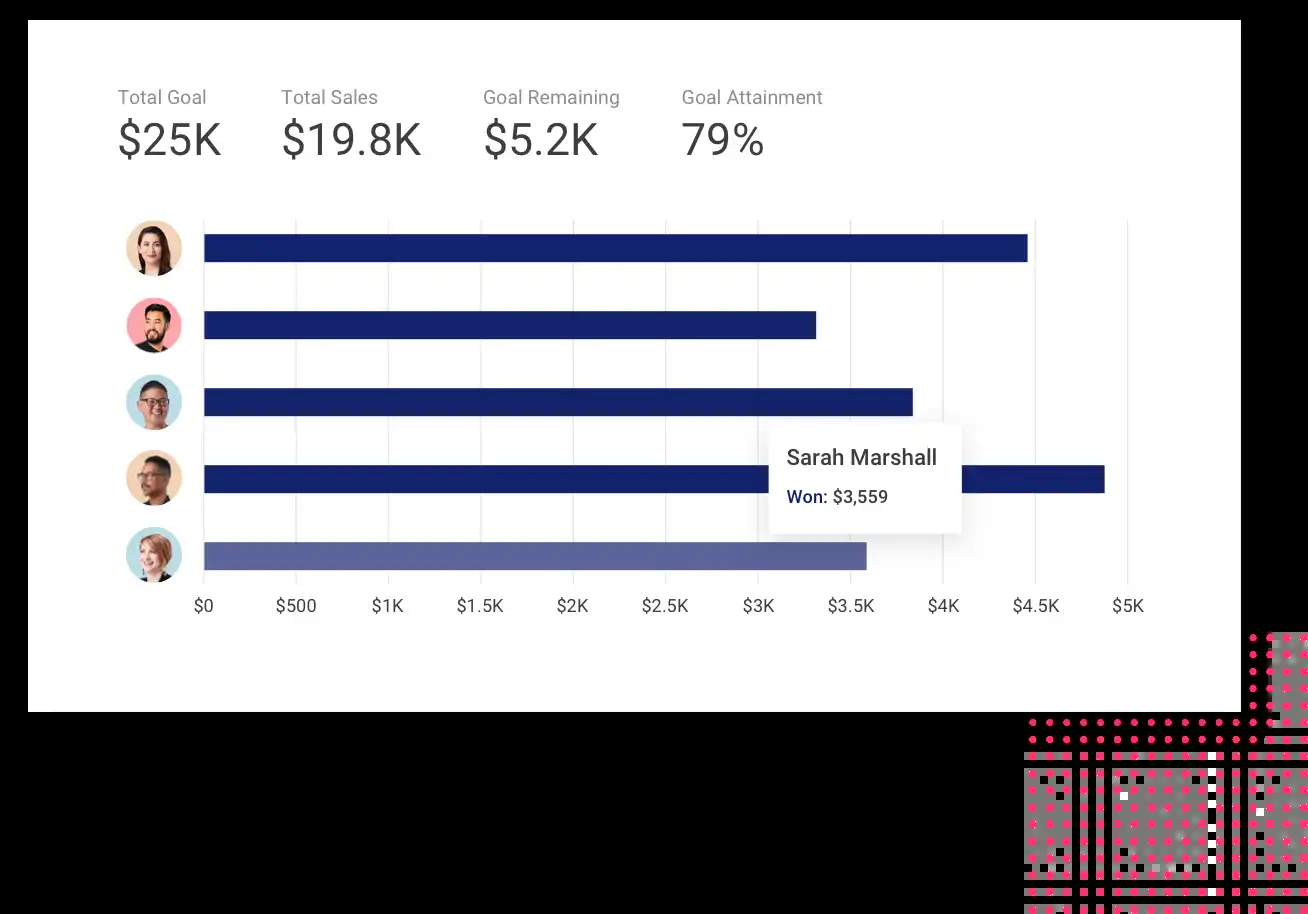 Total Goal Total Sales Goal Remaining Goal Attainment
$25K $19.8K $5.2K 79%
Sarah Marshall
Won: $3,559
$0 $500 $1K $1.5K $2K $2.5K $3K $3.5K $4K $4.5K $5K